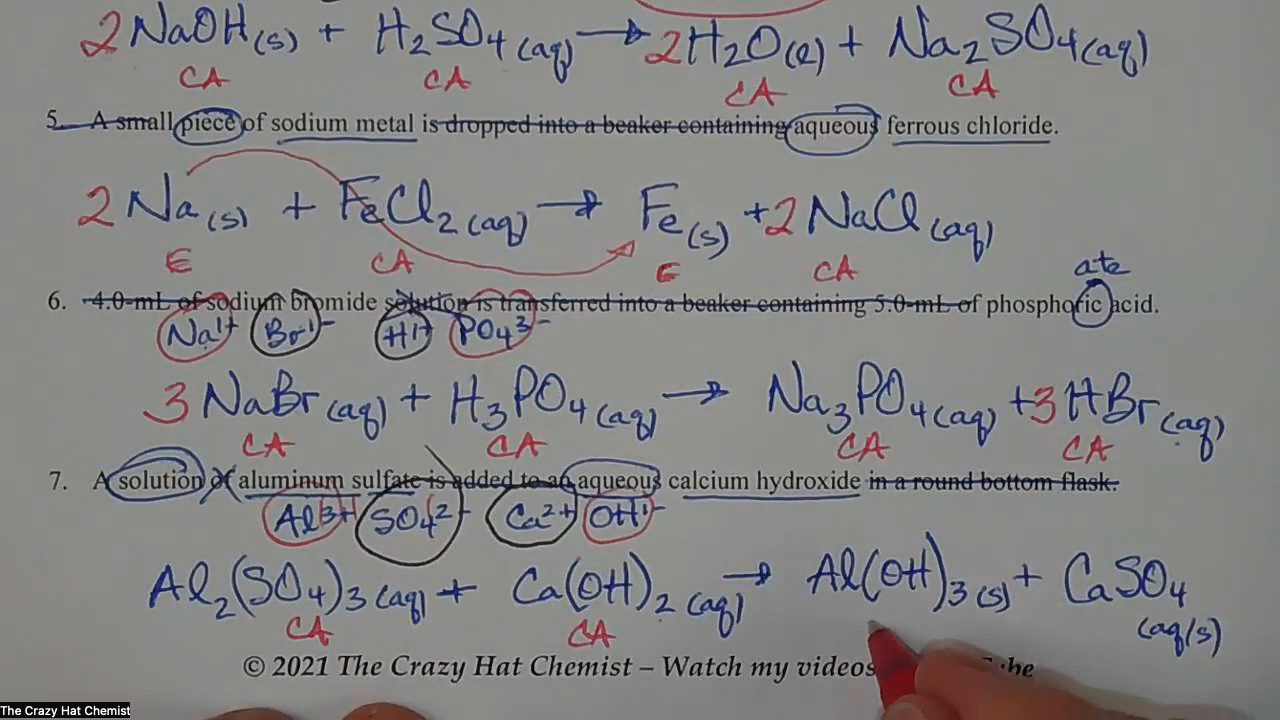 2NaOH(s) + H2SO4(aq) → 2H2O(l) + Na2SO4(aq)
CA CA CA CA
5. A small piece of sodium metal is dropped into a beaker containing aqueous ferrous chloride.
2Na(s) + FeCl2(aq) → Fe(s) + 2NaCl(aq)
E CA E CA
ate
6. 4.0-mL of sodium bromide solution is transferred into a beaker containing 5.0-mL of phosphoric acid.
Na1+ Br1- H1+ PO43-
3NaBr(aq) + H3PO4(aq) → Na3PO4(aq) + 3HBr(aq)
CA CA CA CA
7. A solution of aluminum sulfate is added to an aqueous calcium hydroxide in a round bottom flask.
Al3+ SO42- Ca2+ OH1-
Al2(SO4)3(aq) + Ca(OH)2(aq) → Al(OH)3(s) + CaSO4
(aq/s)
CA CA
© 2021 The Crazy Hat Chemist – Watch my videos
The Crazy Hat Chemist